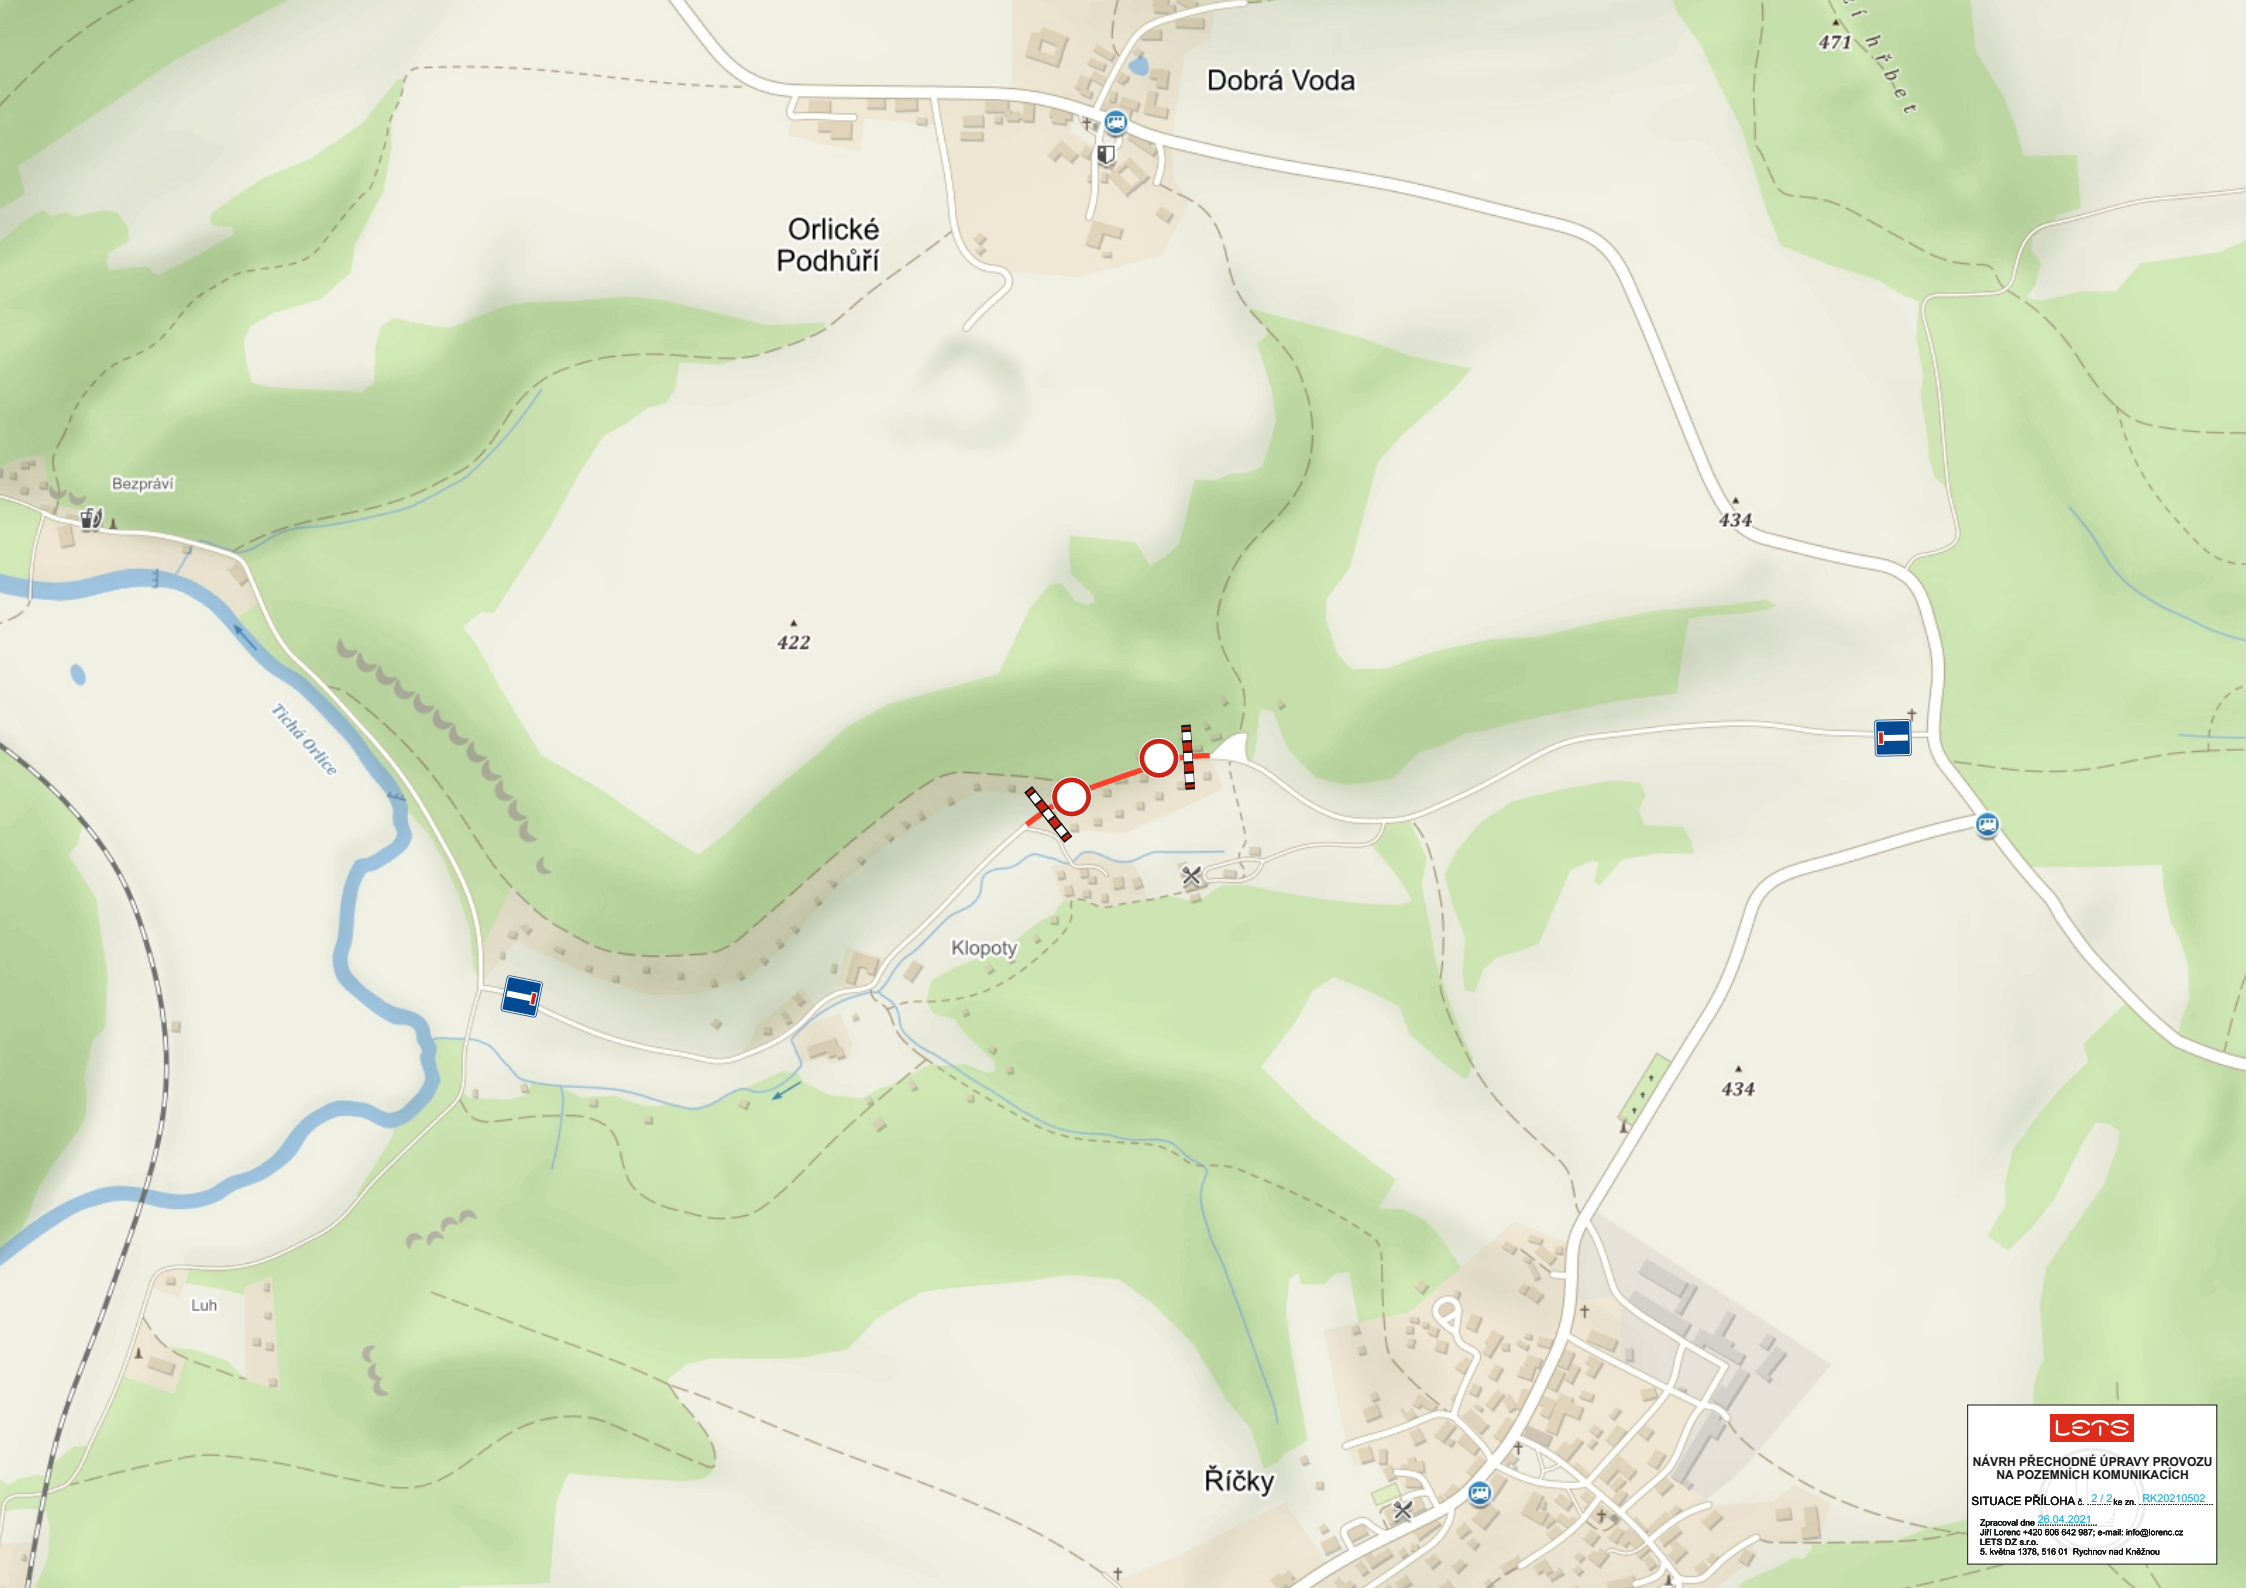 471
í hřbet
Dobrá Voda
Orlické
Podhůří
Bezpráví
434
422
Tichá Orlice
Klopoty
434
Luh
Říčky
LETS
NÁVRH PŘECHODNÉ ÚPRAVY PROVOZU
NA POZEMNÍCH KOMUNIKACÍCH
SITUACE PŘÍLOHA č. 2 / 2 ke zn. RK20210502
Zpracoval dne 26.04.2021
Jiří Lorenc +420 606 642 987; e-mail: info@lorenc.cz
LETS DZ s.r.o.
5. května 1378, 516 01 Rychnov nad Kněžnou